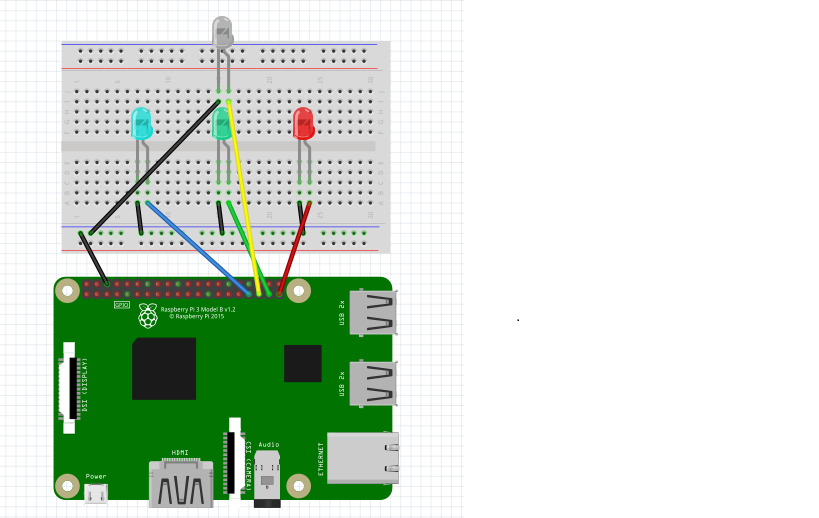 GPIO
Raspberry Pi 3 Model B v1.2
© Raspberry Pi 2015
USB 2x
DSI (DISPLAY)
USB 2x
Audio
CSI (CAMERA)
HDMI
ETHERNET
Power